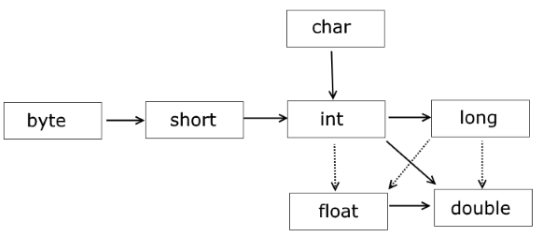 char
byte
short
int
long
float
double